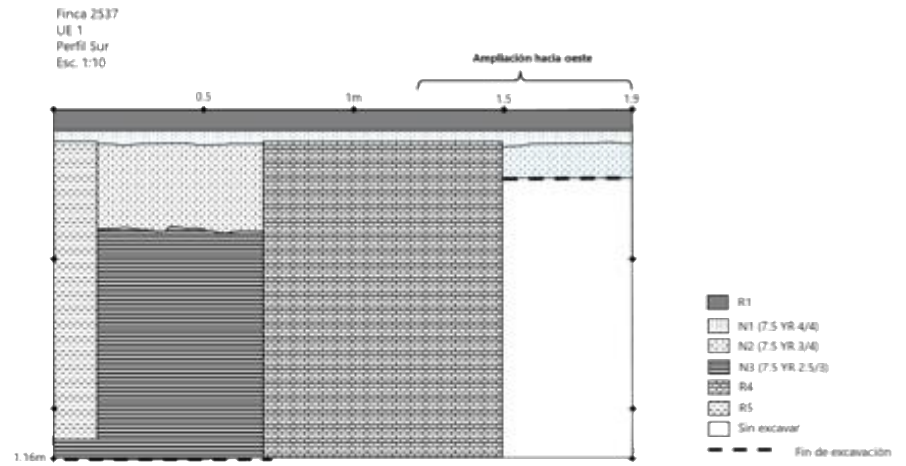 Finca 2537
UE 1
Perfil Sur
Esc. 1:10
Ampliación hacia oeste
0.5
1m
1.5
1.9
R1
N1 (7.5 YR 4/4)
N2 (7.5 YR 3/4)
N3 (7.5 YR 2.5/3)
R4
R5
Sin excavar
Fin de excavación
1.16m